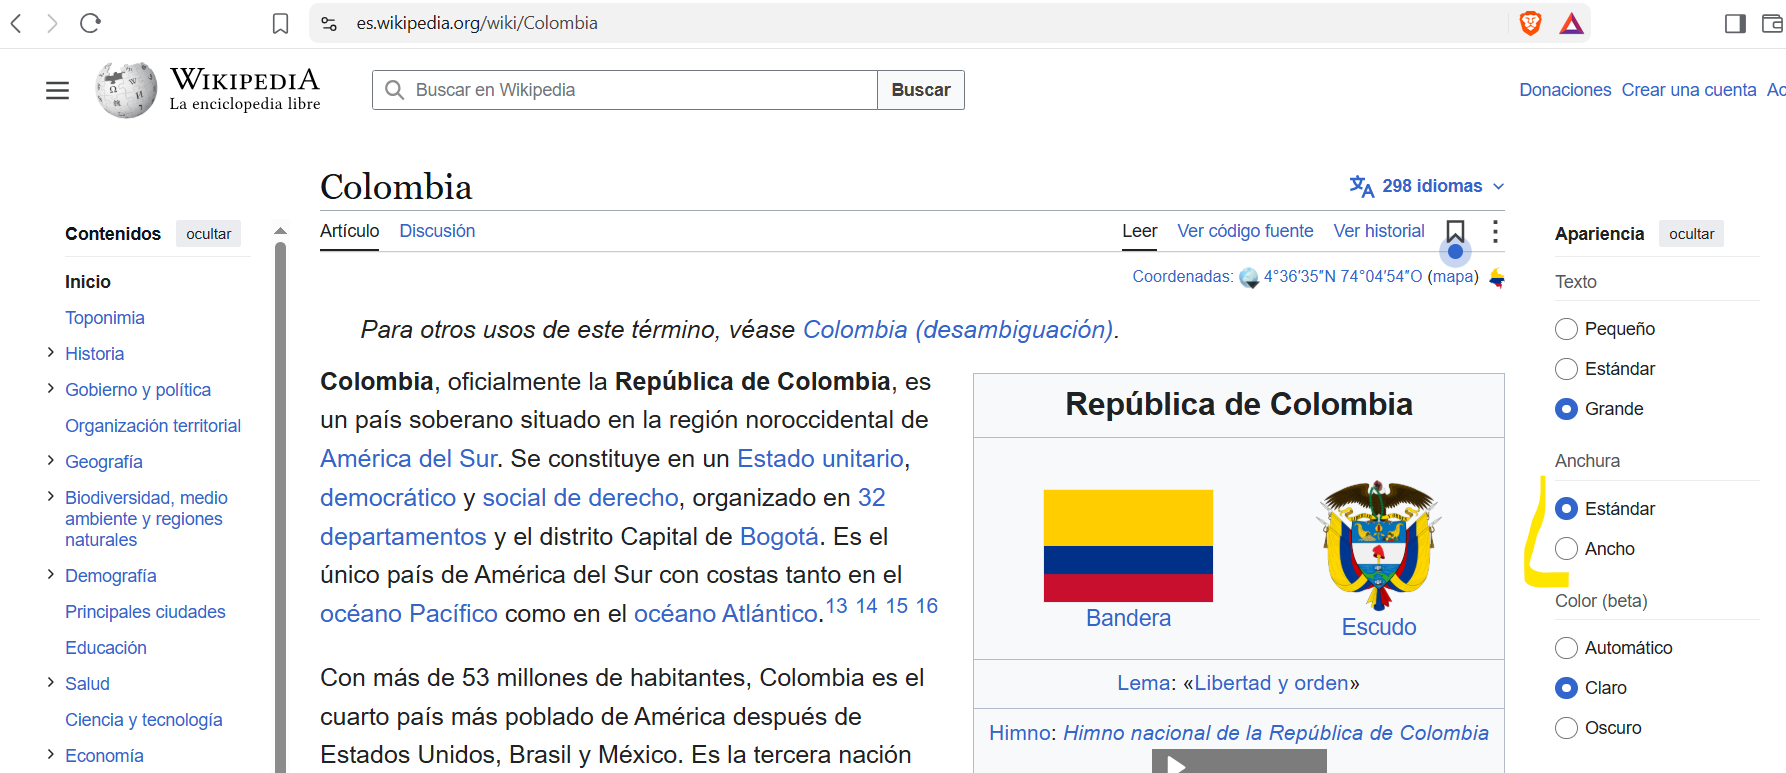 es.wikipedia.org/wiki/Colombia
WIKIPEDIA
La enciclopedia libre
Buscar en Wikipedia
Buscar
Donaciones Crear una cuenta
Colombia
298 idiomas
Artículo Discusión
Leer Ver código fuente Ver historial
Coordenadas: 4°36′35″N 74°04′54″O (mapa)
Contenidos ocultar
Inicio
Toponimia
Historia
Gobierno y política
Organización territorial
Geografía
Biodiversidad, medio
ambiente y regiones
naturales
Demografía
Principales ciudades
Educación
Salud
Ciencia y tecnología
Economía
Para otros usos de este término, véase Colombia (desambiguación).
Colombia, oficialmente la República de Colombia, es
un país soberano situado en la región noroccidental de
América del Sur. Se constituye en un Estado unitario,
democrático y social de derecho, organizado en 32
departamentos y el distrito Capital de Bogotá. Es el
único país de América del Sur con costas tanto en el
océano Pacífico como en el océano Atlántico.13 14 15 16
Con más de 53 millones de habitantes, Colombia es el
cuarto país más poblado de América después de
Estados Unidos, Brasil y México. Es la tercera nación
República de Colombia
Bandera
Escudo
Lema: «Libertad y orden»
Himno: Himno nacional de la República de Colombia
Apariencia ocultar
Texto
Pequeño
Estándar
Grande
Anchura
Estándar
Ancho
Color (beta)
Automático
Claro
Oscuro